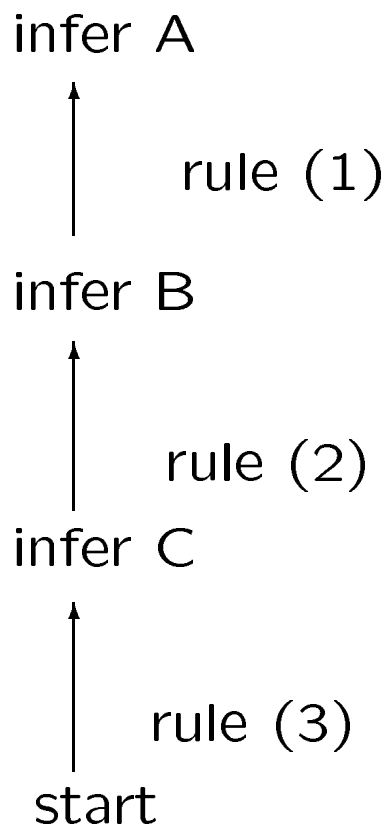 infer A
rule (1)
infer B
rule (2)
infer C
rule (3)
start